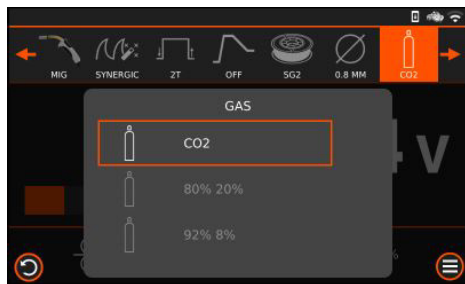 MIG SYNERGIC 2T OFF SG2 0.8 MM CO2
GAS
CO2
80% 20%
92% 8%
V
%